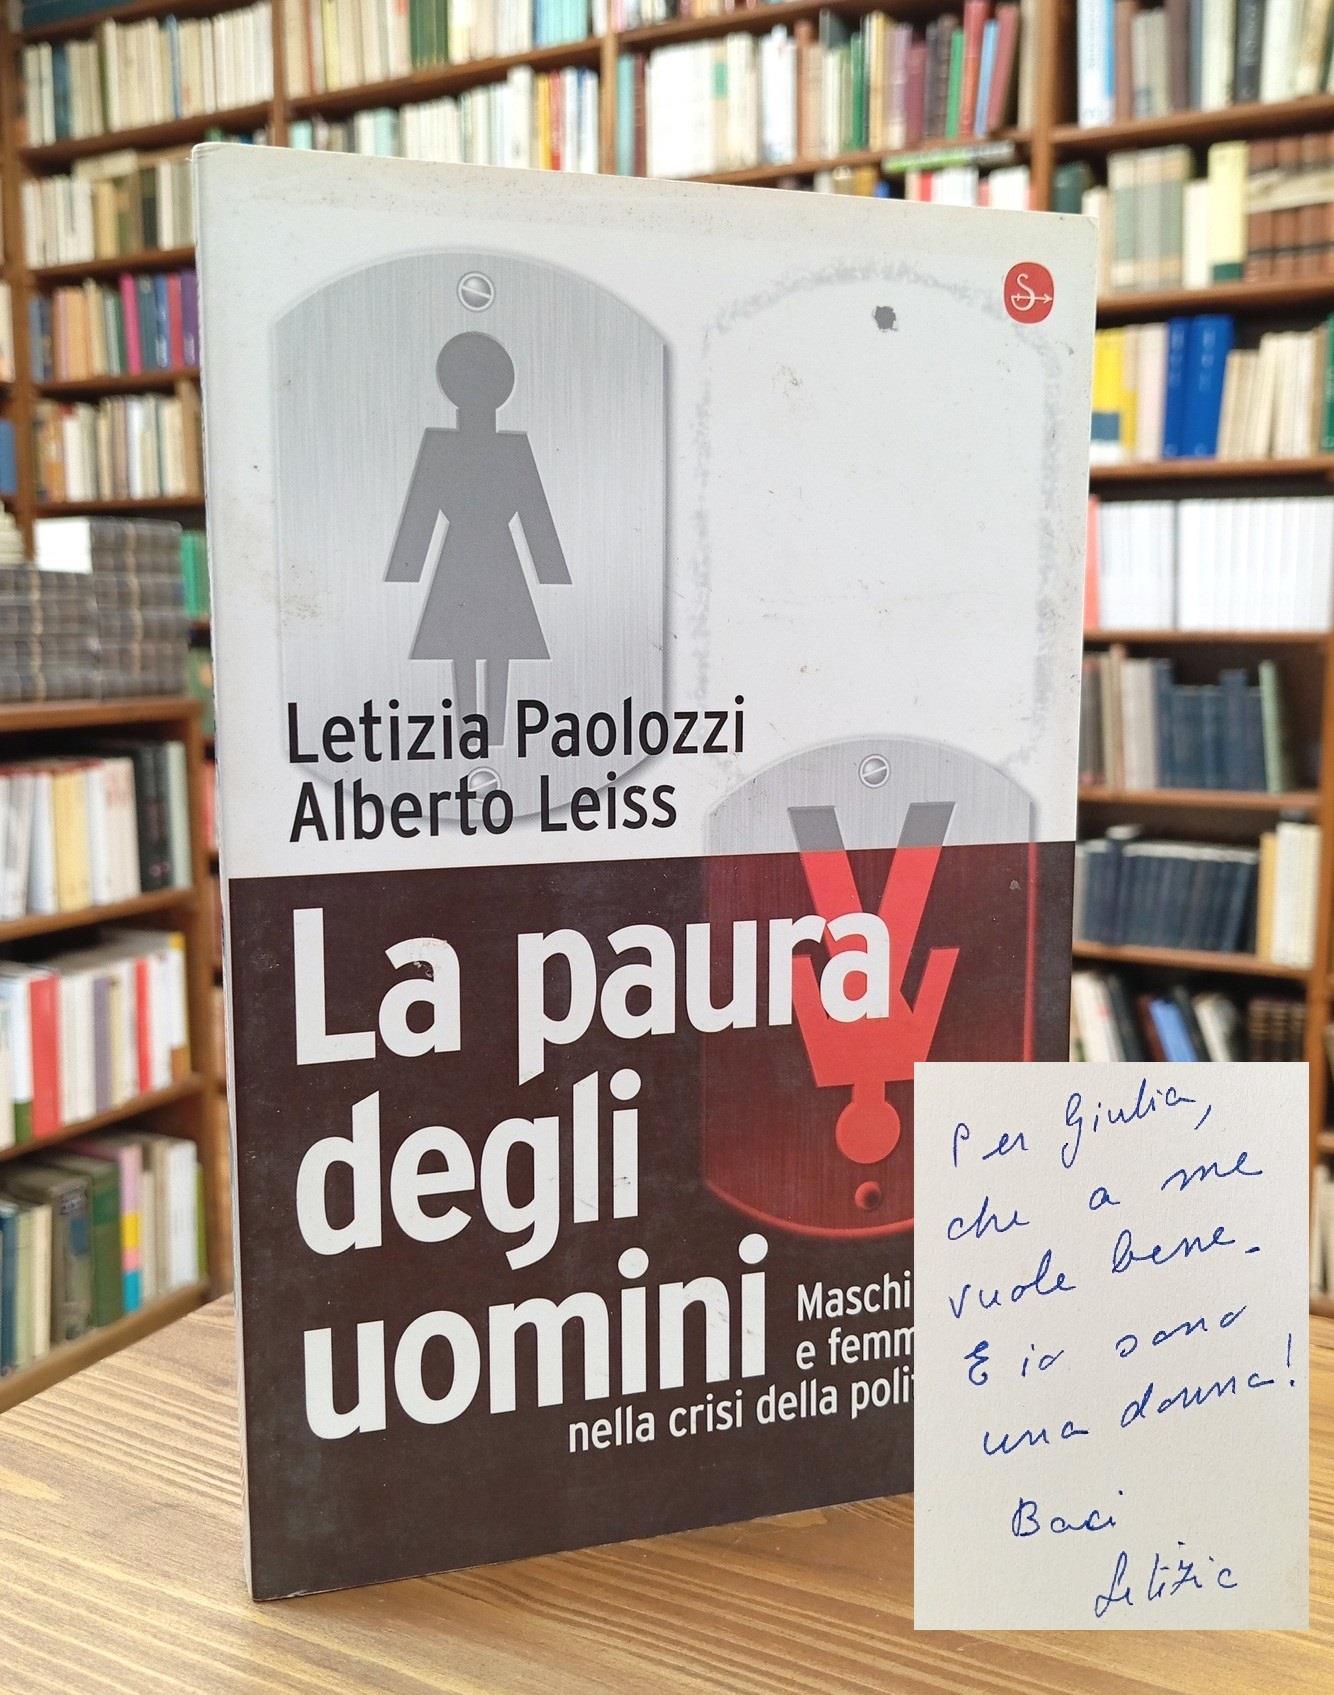 Letizia Paolozzi
Alberto Leiss
La paura
degli
uomini
Maschi
e femm
nella crisi della polit
Per Giulia,
che a me
vuole bene.
E io sono
una donna!
Baci
Letizia